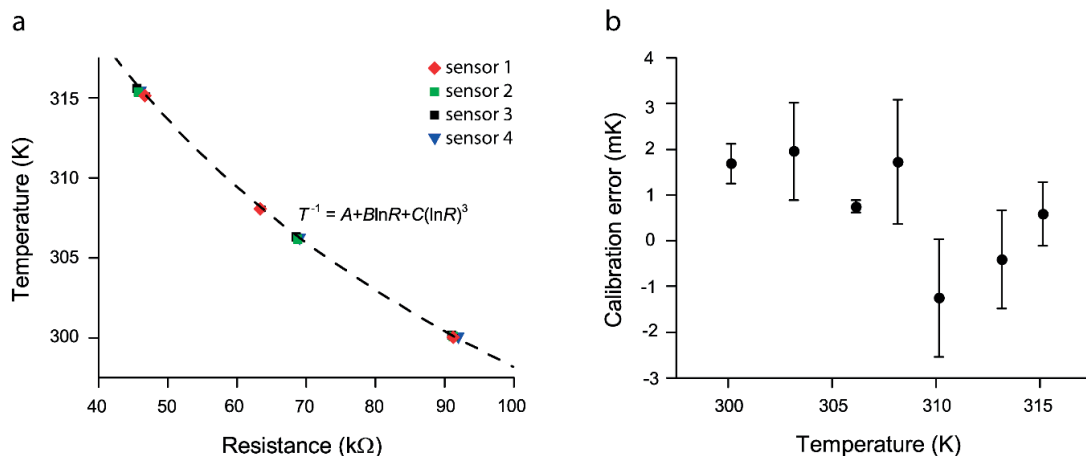 a
Temperature (K)
315
310
305
300
40 50 60 70 80 90 100
Resistance (kΩ)
sensor 1
sensor 2
sensor 3
sensor 4
T⁻¹ = A+BlnR+C(lnR)³
b
Calibration error (mK)
4
3
2
1
0
-1
-2
-3
300 305 310 315
Temperature (K)